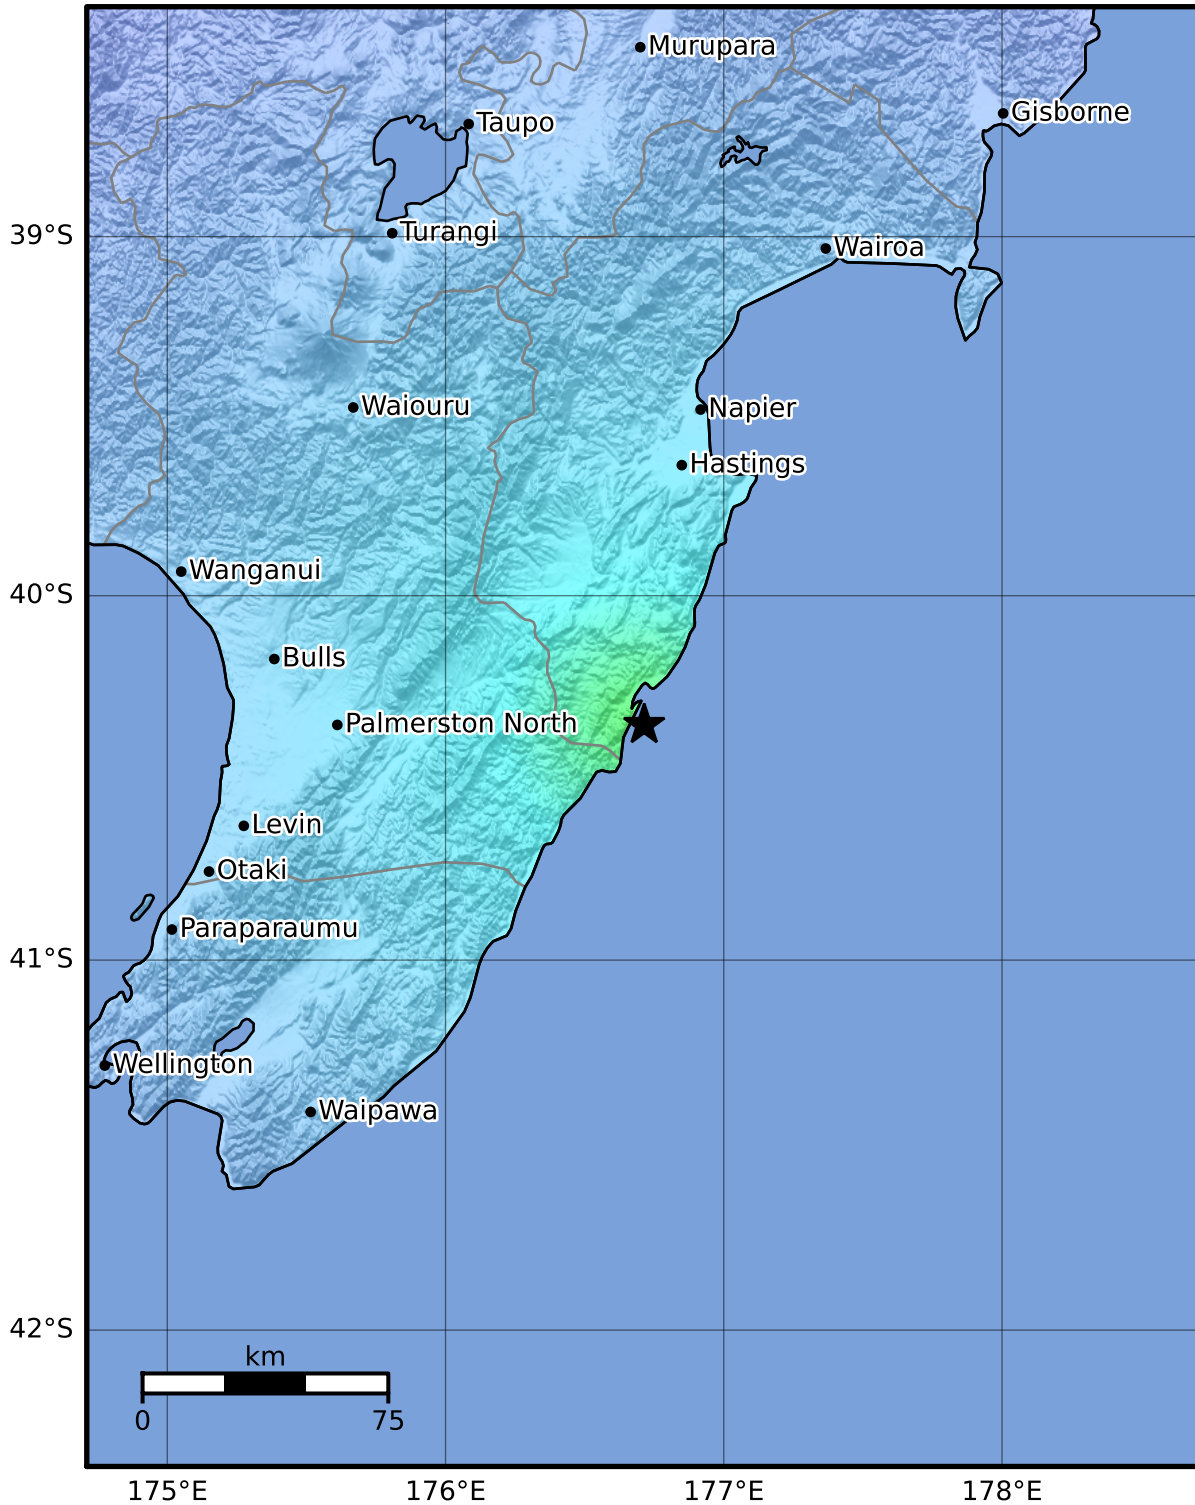 Murupara
Taupo
Gisborne
39°S
Turangi
Wairoa
Waiouru
Napier
Hastings
Wanganui
40°S
Bulls
Palmerston North
Levin
Otaki
Paraparaumu
41°S
Wellington
Waipawa
42°S
km
0
75
175°E
176°E
177°E
178°E